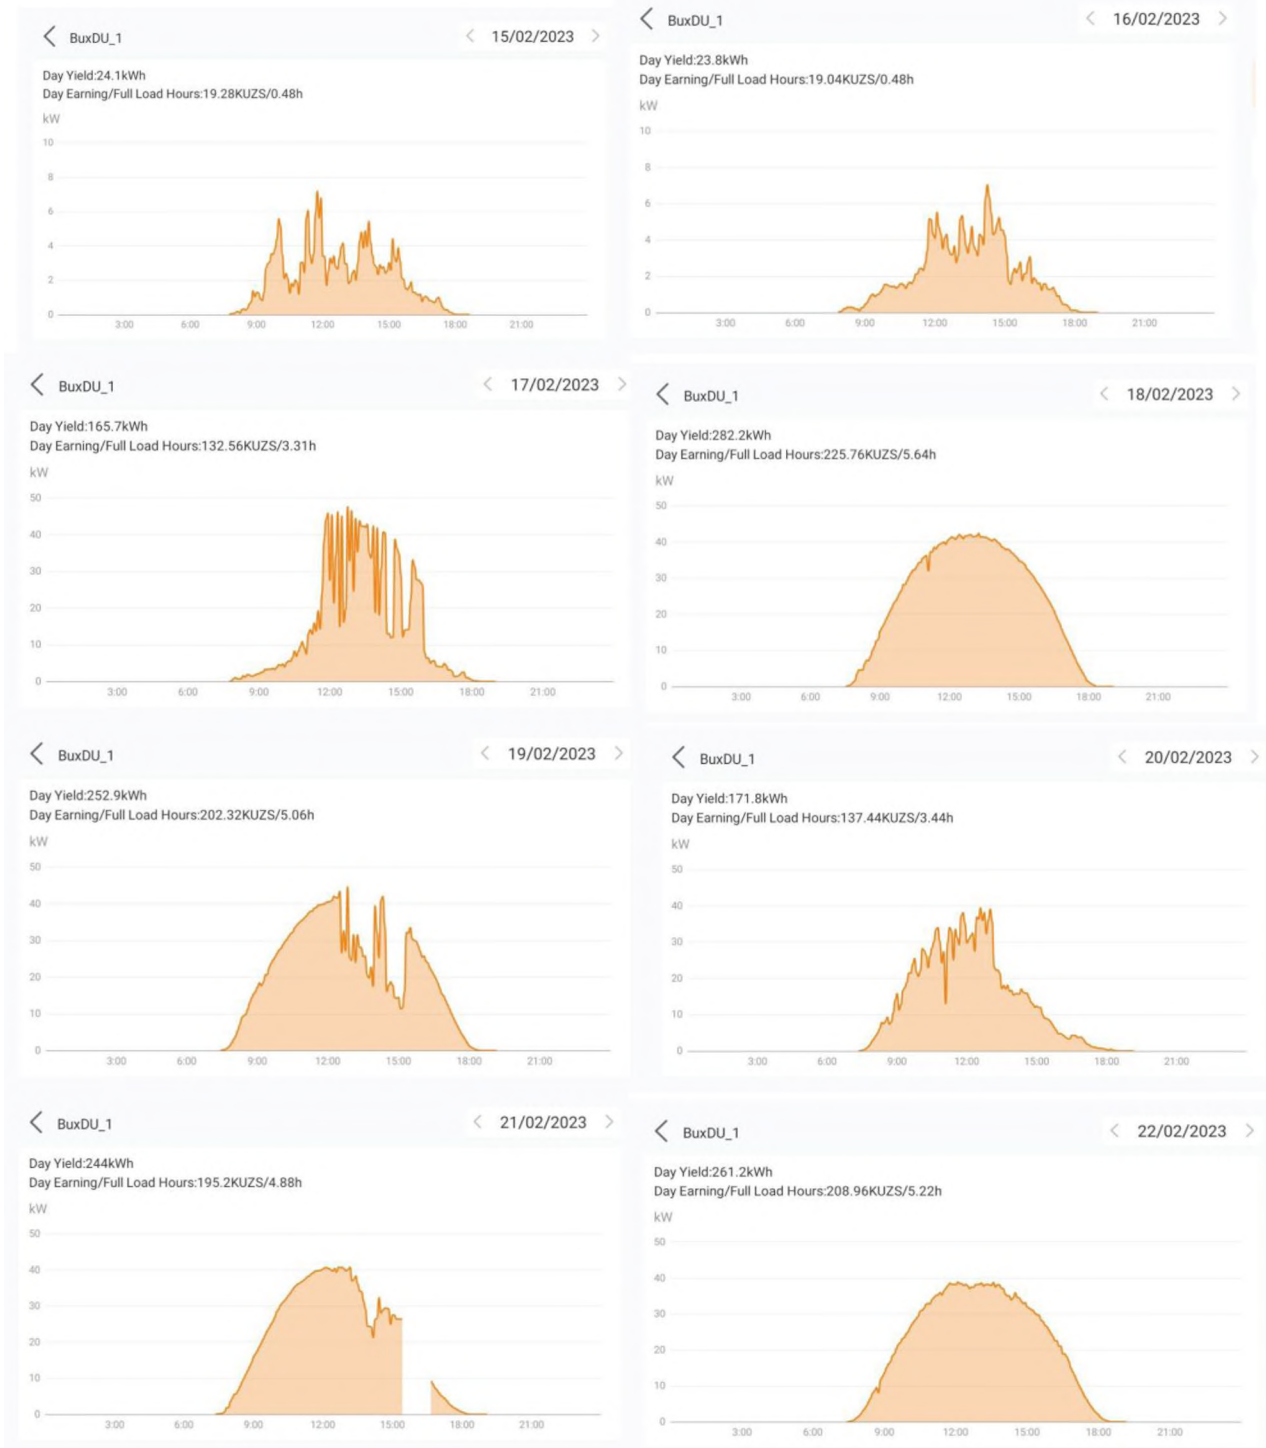 BuxDU_1
15/02/2023
Day Yield:24.1kWh
Day Earning/Full Load Hours:19.28KUZS/0.48h
kW
10
8
6
4
2
0
3:00 6:00 9:00 12:00 15:00 18:00 21:00
BuxDU_1
16/02/2023
Day Yield:23.8kWh
Day Earning/Full Load Hours:19.04KUZS/0.48h
kW
10
8
6
4
2
0
3:00 6:00 9:00 12:00 15:00 18:00 21:00
BuxDU_1
17/02/2023
Day Yield:165.7kWh
Day Earning/Full Load Hours:132.56KUZS/3.31h
kW
50
40
30
20
10
0
3:00 6:00 9:00 12:00 15:00 18:00 21:00
BuxDU_1
18/02/2023
Day Yield:282.2kWh
Day Earning/Full Load Hours:225.76KUZS/5.64h
kW
50
40
30
20
10
0
3:00 6:00 9:00 12:00 15:00 18:00 21:00
BuxDU_1
19/02/2023
Day Yield:252.9kWh
Day Earning/Full Load Hours:202.32KUZS/5.06h
kW
50
40
30
20
10
0
3:00 6:00 9:00 12:00 15:00 18:00 21:00
BuxDU_1
20/02/2023
Day Yield:171.8kWh
Day Earning/Full Load Hours:137.44KUZS/3.44h
kW
50
40
30
20
10
0
3:00 6:00 9:00 12:00 15:00 18:00 21:00
BuxDU_1
21/02/2023
Day Yield:244kWh
Day Earning/Full Load Hours:195.2KUZS/4.88h
kW
50
40
30
20
10
0
3:00 6:00 9:00 12:00 15:00 18:00 21:00
BuxDU_1
22/02/2023
Day Yield:261.2kWh
Day Earning/Full Load Hours:208.96KUZS/5.22h
kW
50
40
30
20
10
0
3:00 6:00 9:00 12:00 15:00 18:00 21:00